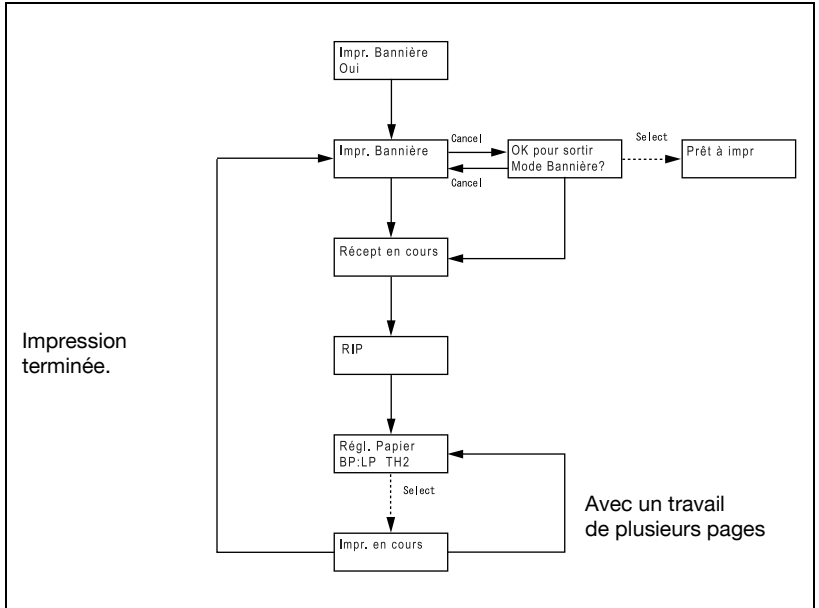 Impr. Bannière
Oui
Cancel
Select
Impr. Bannière
OK pour sortir
Mode Bannière?
Prêt à impr
Cancel
Récept en cours
Impression
terminée.
RIP
Régl. Papier
BP:LP TH2
Select
Avec un travail
de plusieurs pages
Impr. en cours